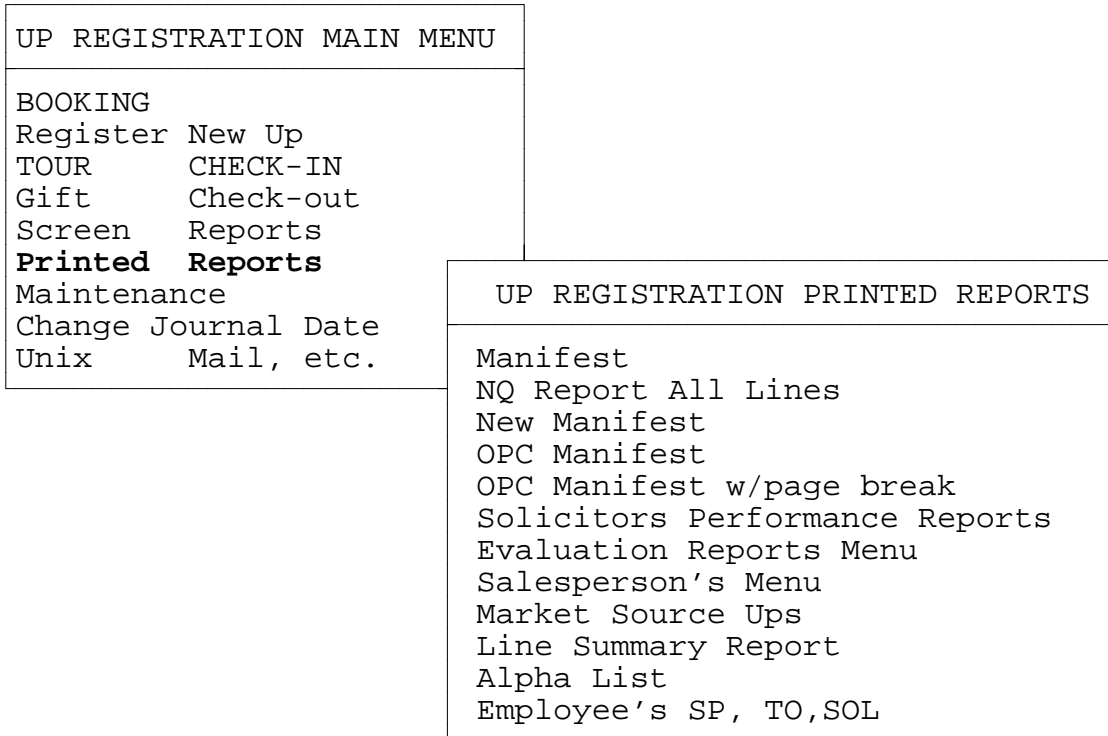 UP REGISTRATION MAIN MENU
BOOKING
Register New Up
TOUR CHECK-IN
Gift Check-out
Screen Reports
Printed Reports
Maintenance
Change Journal Date
Unix Mail, etc.
UP REGISTRATION PRINTED REPORTS
Manifest
NQ Report All Lines
New Manifest
OPC Manifest
OPC Manifest w/page break
Solicitors Performance Reports
Evaluation Reports Menu
Salesperson’s Menu
Market Source Ups
Line Summary Report
Alpha List
Employee’s SP, TO,SOL